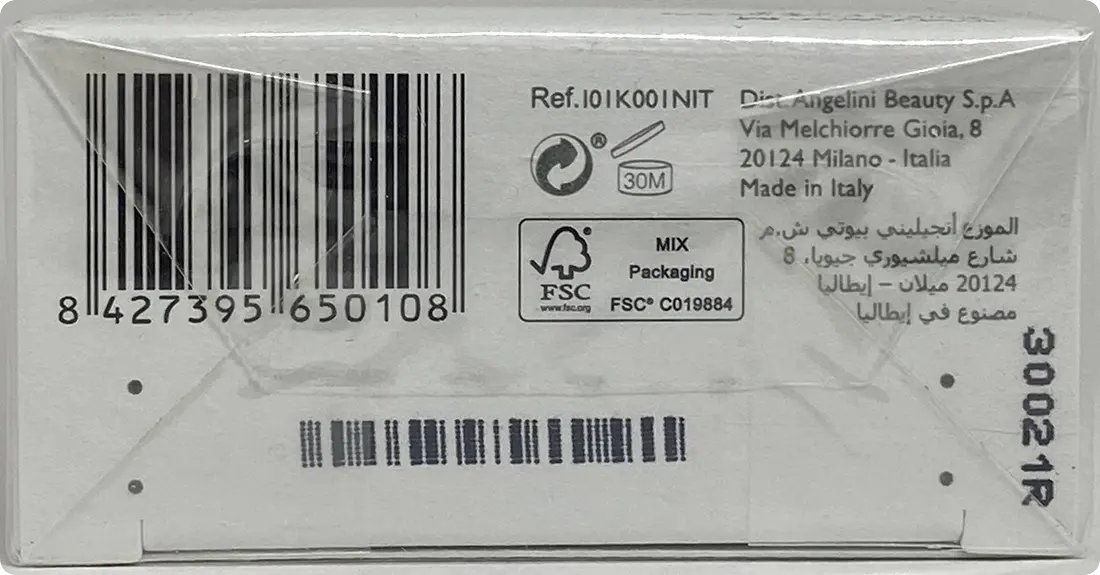 8 427395 650108
Ref.I01K001NIT
®
30M
FSC®
www.fsc.org
MIX
Packaging
FSC® C019884
Dist. Angelini Beauty S.p.A
Via Melchiorre Gioia, 8
20124 Milano - Italia
Made in Italy
الموزع أنجيليني بيوتي ش.م
شارع ميلشيوري جيويا، 8
20124 ميلان – إيطاليا
مصنوع في إيطاليا
30021R